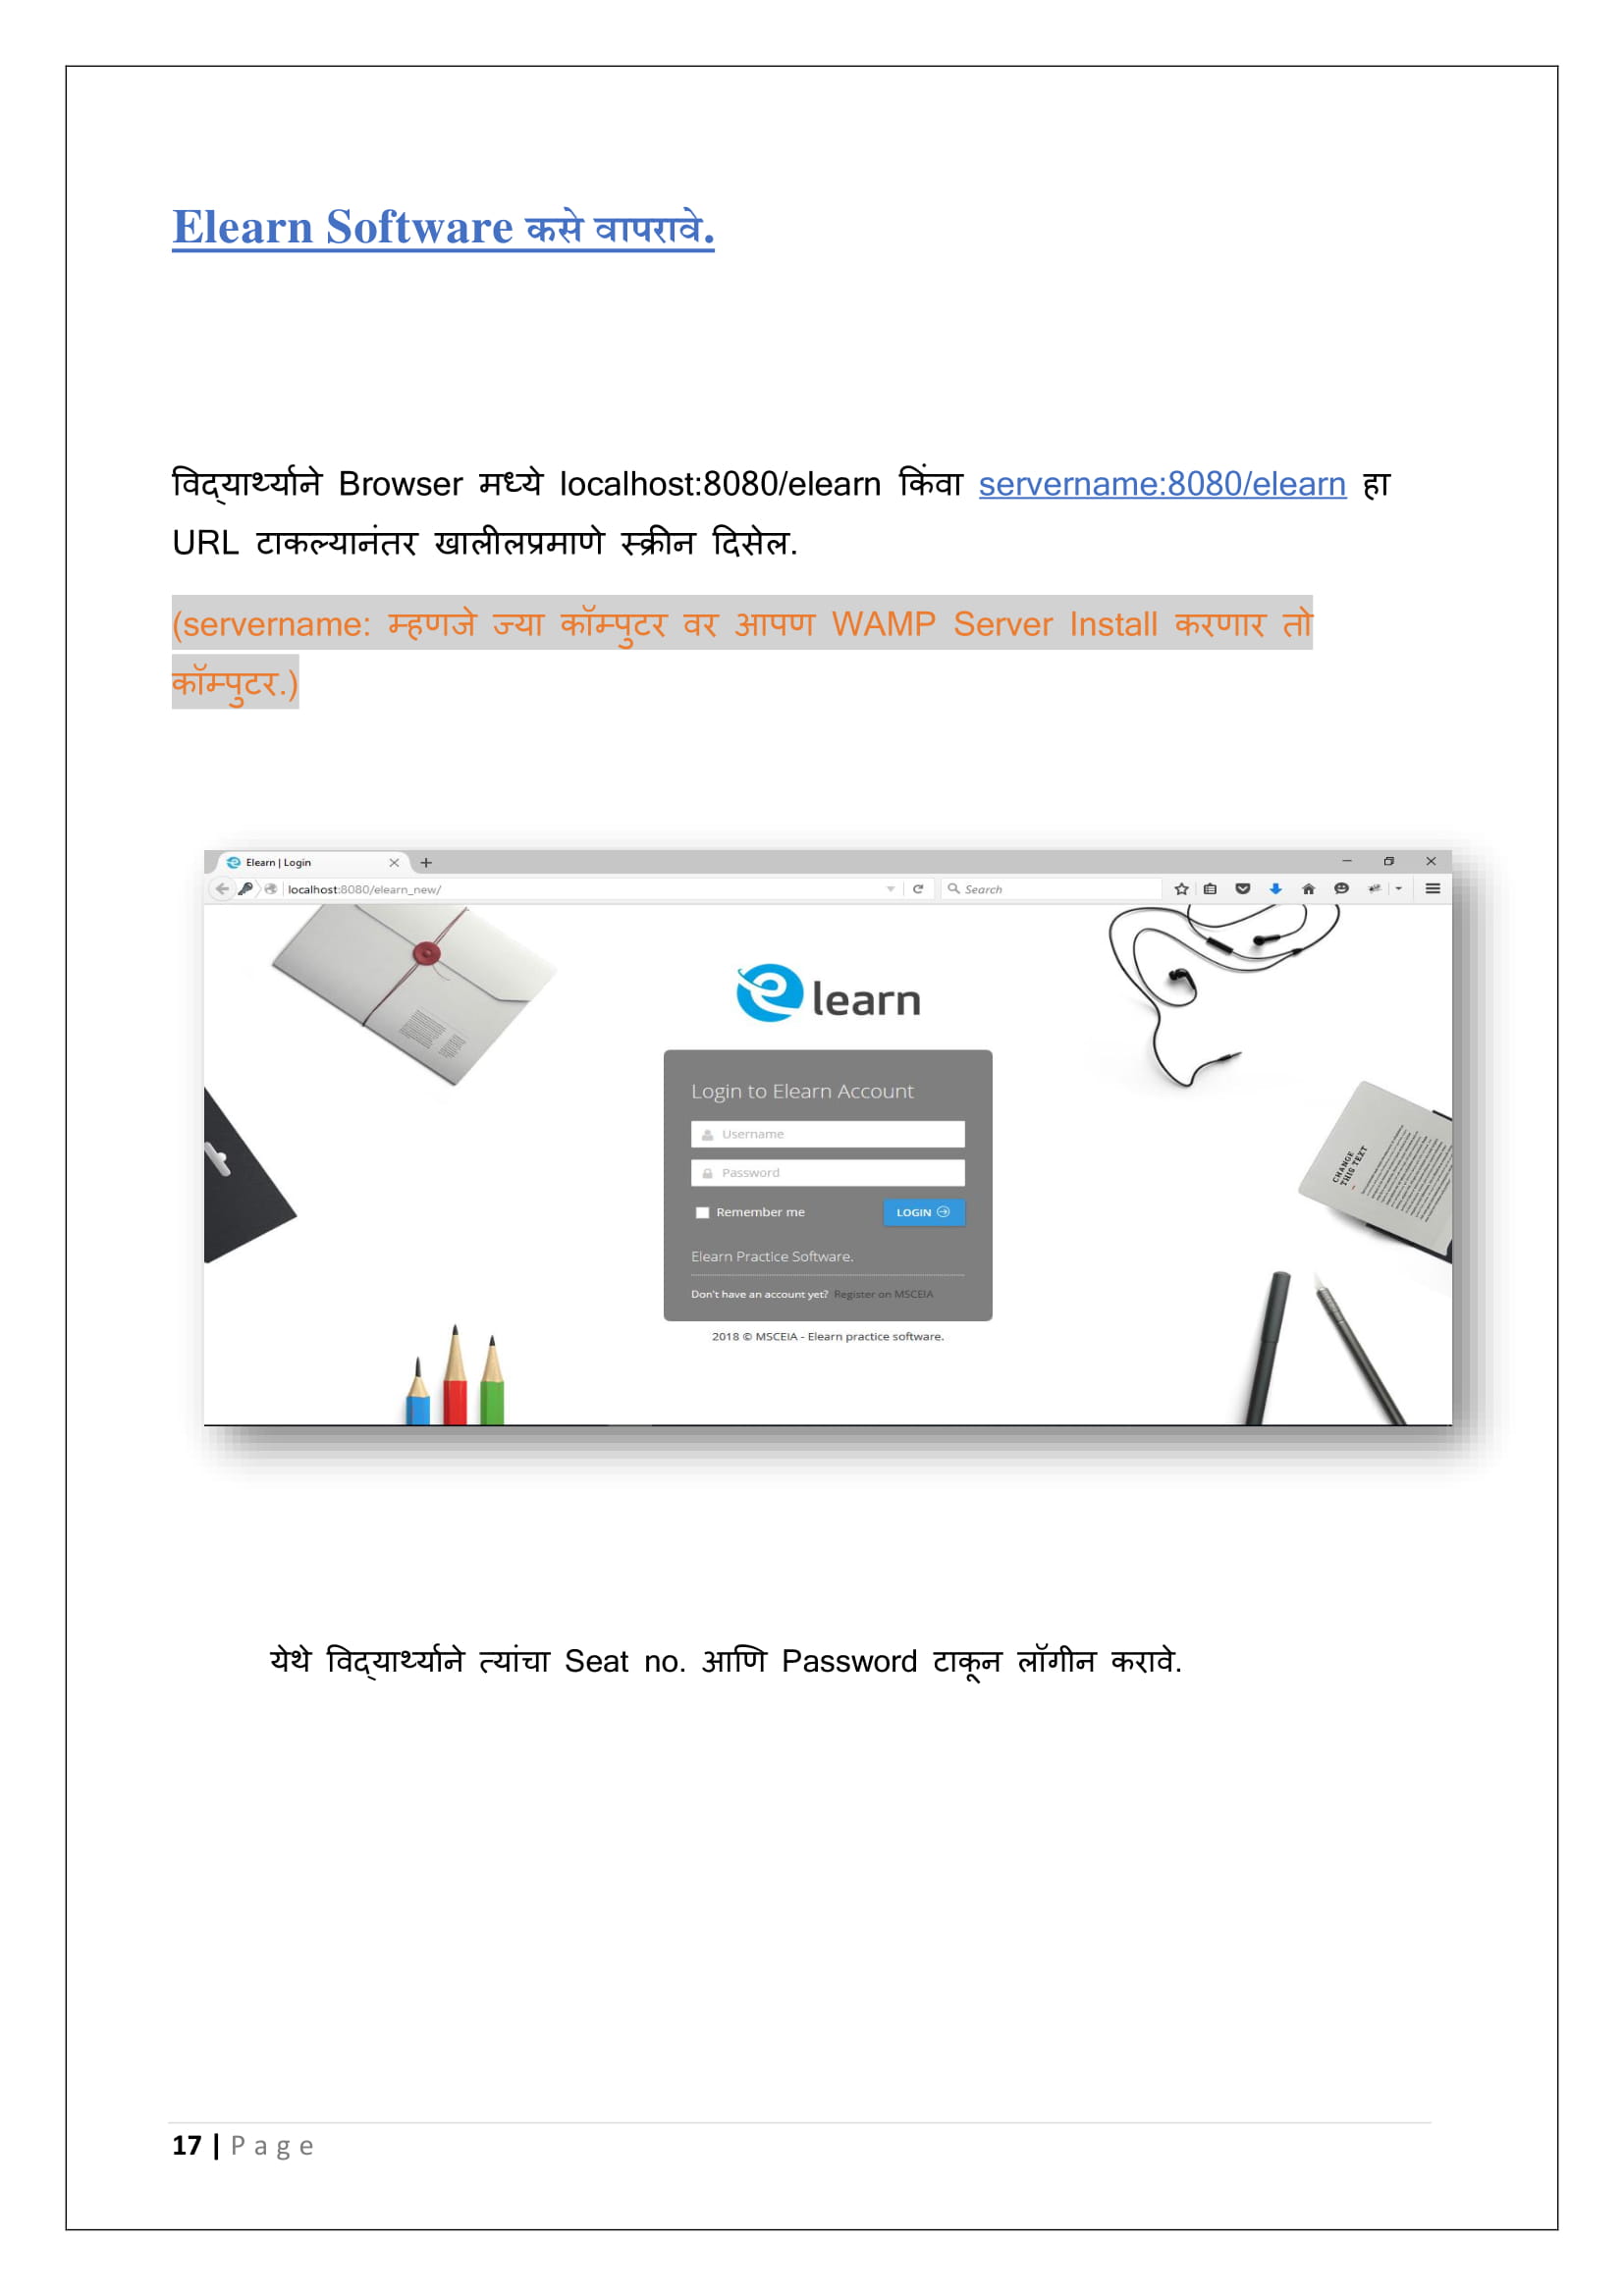 Elearn Software कसे वापरावे.
विद्यार्थ्याने Browser मध्ये localhost:8080/elearn किंवा servername:8080/elearn हा
URL टाकल्यानंतर खालीलप्रमाणे स्क्रीन दिसेल.
(servername: म्हणजे ज्या कॉम्पुटर वर आपण WAMP Server Install करणार तो
कॉम्पुटर.)
Elearn | Login
localhost:8080/elearn_new/
Search
elearn
Login to Elearn Account
Username
Password
Remember me
LOGIN
Elearn Practice Software.
Don't have an account yet? Register on MSCEIA
2018 © MSCEIA - Elearn practice software.
CHANGE
THIS TEXT
येथे विद्यार्थ्याने त्यांचा Seat no. आणि Password टाकून लॉगीन करावे.
17 | Page